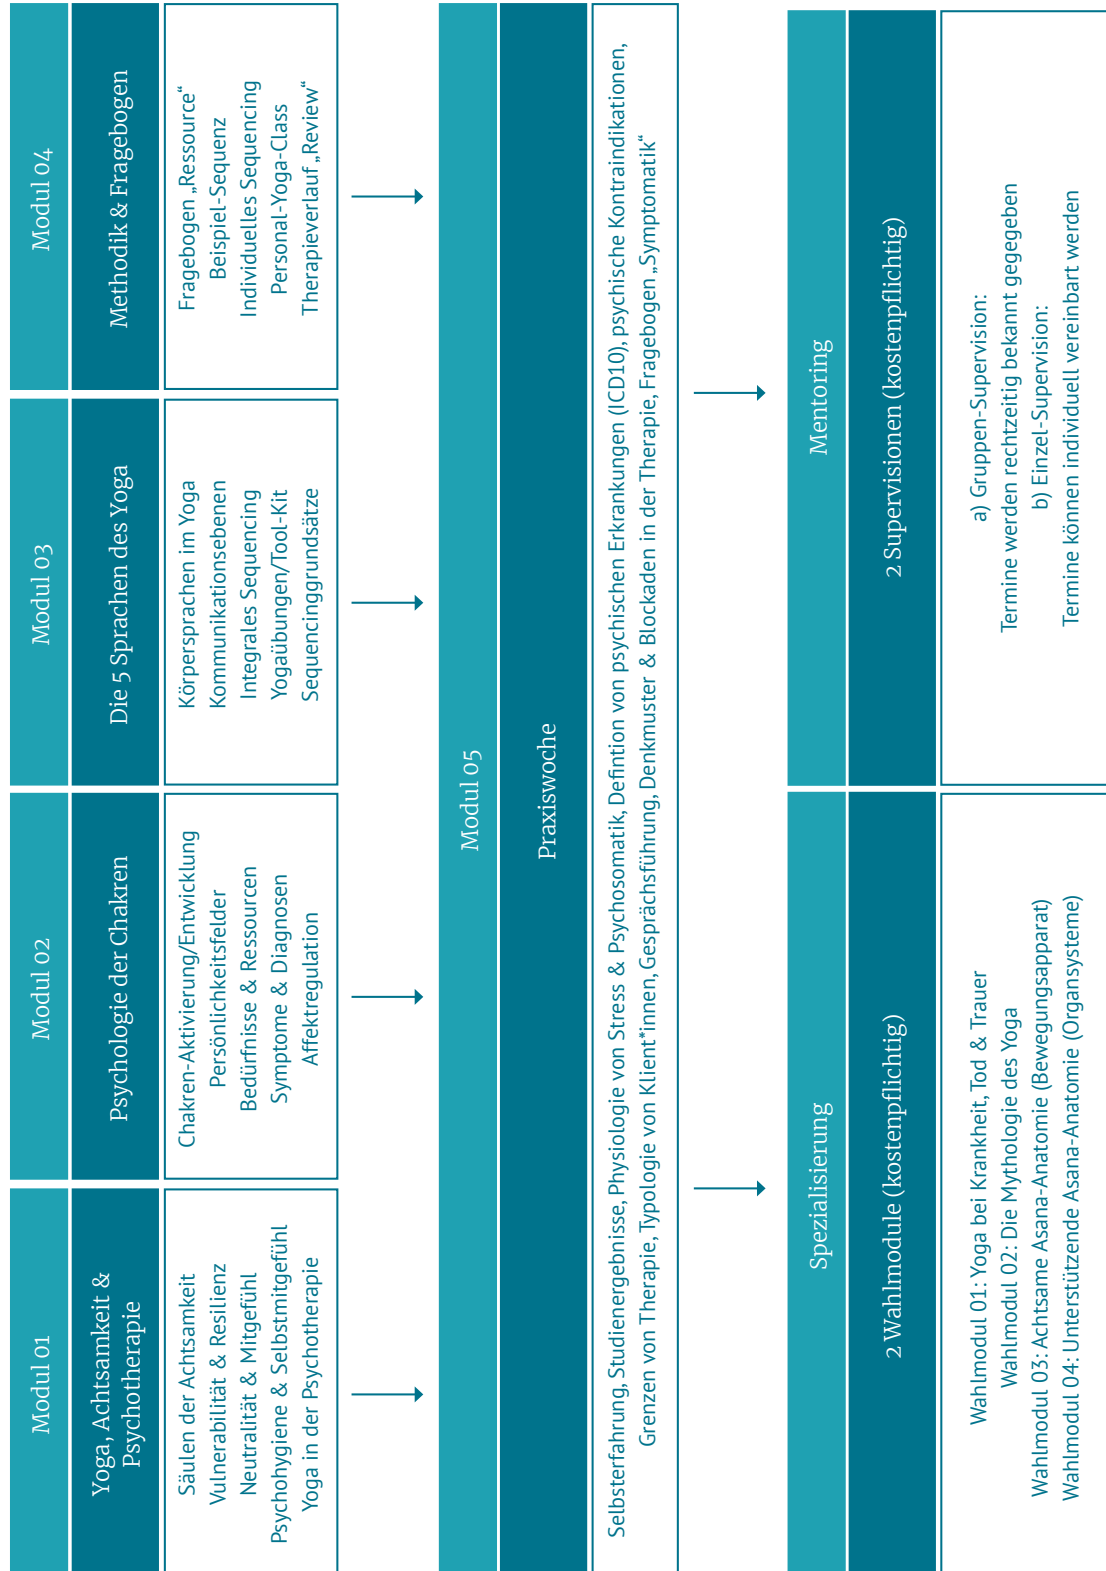 Modul 01
Yoga, Achtsamkeit &
Psychotherapie
Säulen der Achtsamkeit
Vulnerabilität & Resilienz
Neutralität & Mitgefühl
Psychohygiene & Selbstmitgefühl
Yoga in der Psychotherapie
Modul 02
Psychologie der Chakren
Chakren-Aktivierung/Entwicklung
Persönlichkeitsfelder
Bedürfnisse & Ressourcen
Symptome & Diagnosen
Affektregulation
Modul 03
Die 5 Sprachen des Yoga
Körpersprachen im Yoga
Kommunikationsebenen
Integrales Sequencing
Yogaübungen/Tool-Kit
Sequencinggrundsätze
Modul 04
Methodik & Fragebogen
Fragebogen „Ressource“
Beispiel-Sequenz
Individuelles Sequencing
Personal-Yoga-Class
Therapieverlauf „Review“
Modul 05
Praxiswoche
Selbsterfahrung, Studienergebnisse, Physiologie von Stress & Psychosomatik, Defintion von psychischen Erkrankungen (ICD10), psychische Kontraindikationen,
Grenzen von Therapie, Typologie von Klient*innen, Gesprächsführung, Denkmuster & Blockaden in der Therapie, Fragebogen „Symptomatik“
Spezialisierung
2 Wahlmodule (kostenpflichtig)
Wahlmodul 01: Yoga bei Krankheit, Tod & Trauer
Wahlmodul 02: Die Mythologie des Yoga
Wahlmodul 03: Achtsame Asana-Anatomie (Bewegungsapparat)
Wahlmodul 04: Unterstützende Asana-Anatomie (Organsysteme)
Mentoring
2 Supervisionen (kostenpflichtig)
a) Gruppen-Supervision:
Termine werden rechtzeitig bekannt gegeben
b) Einzel-Supervision:
Termine können individuell vereinbart werden